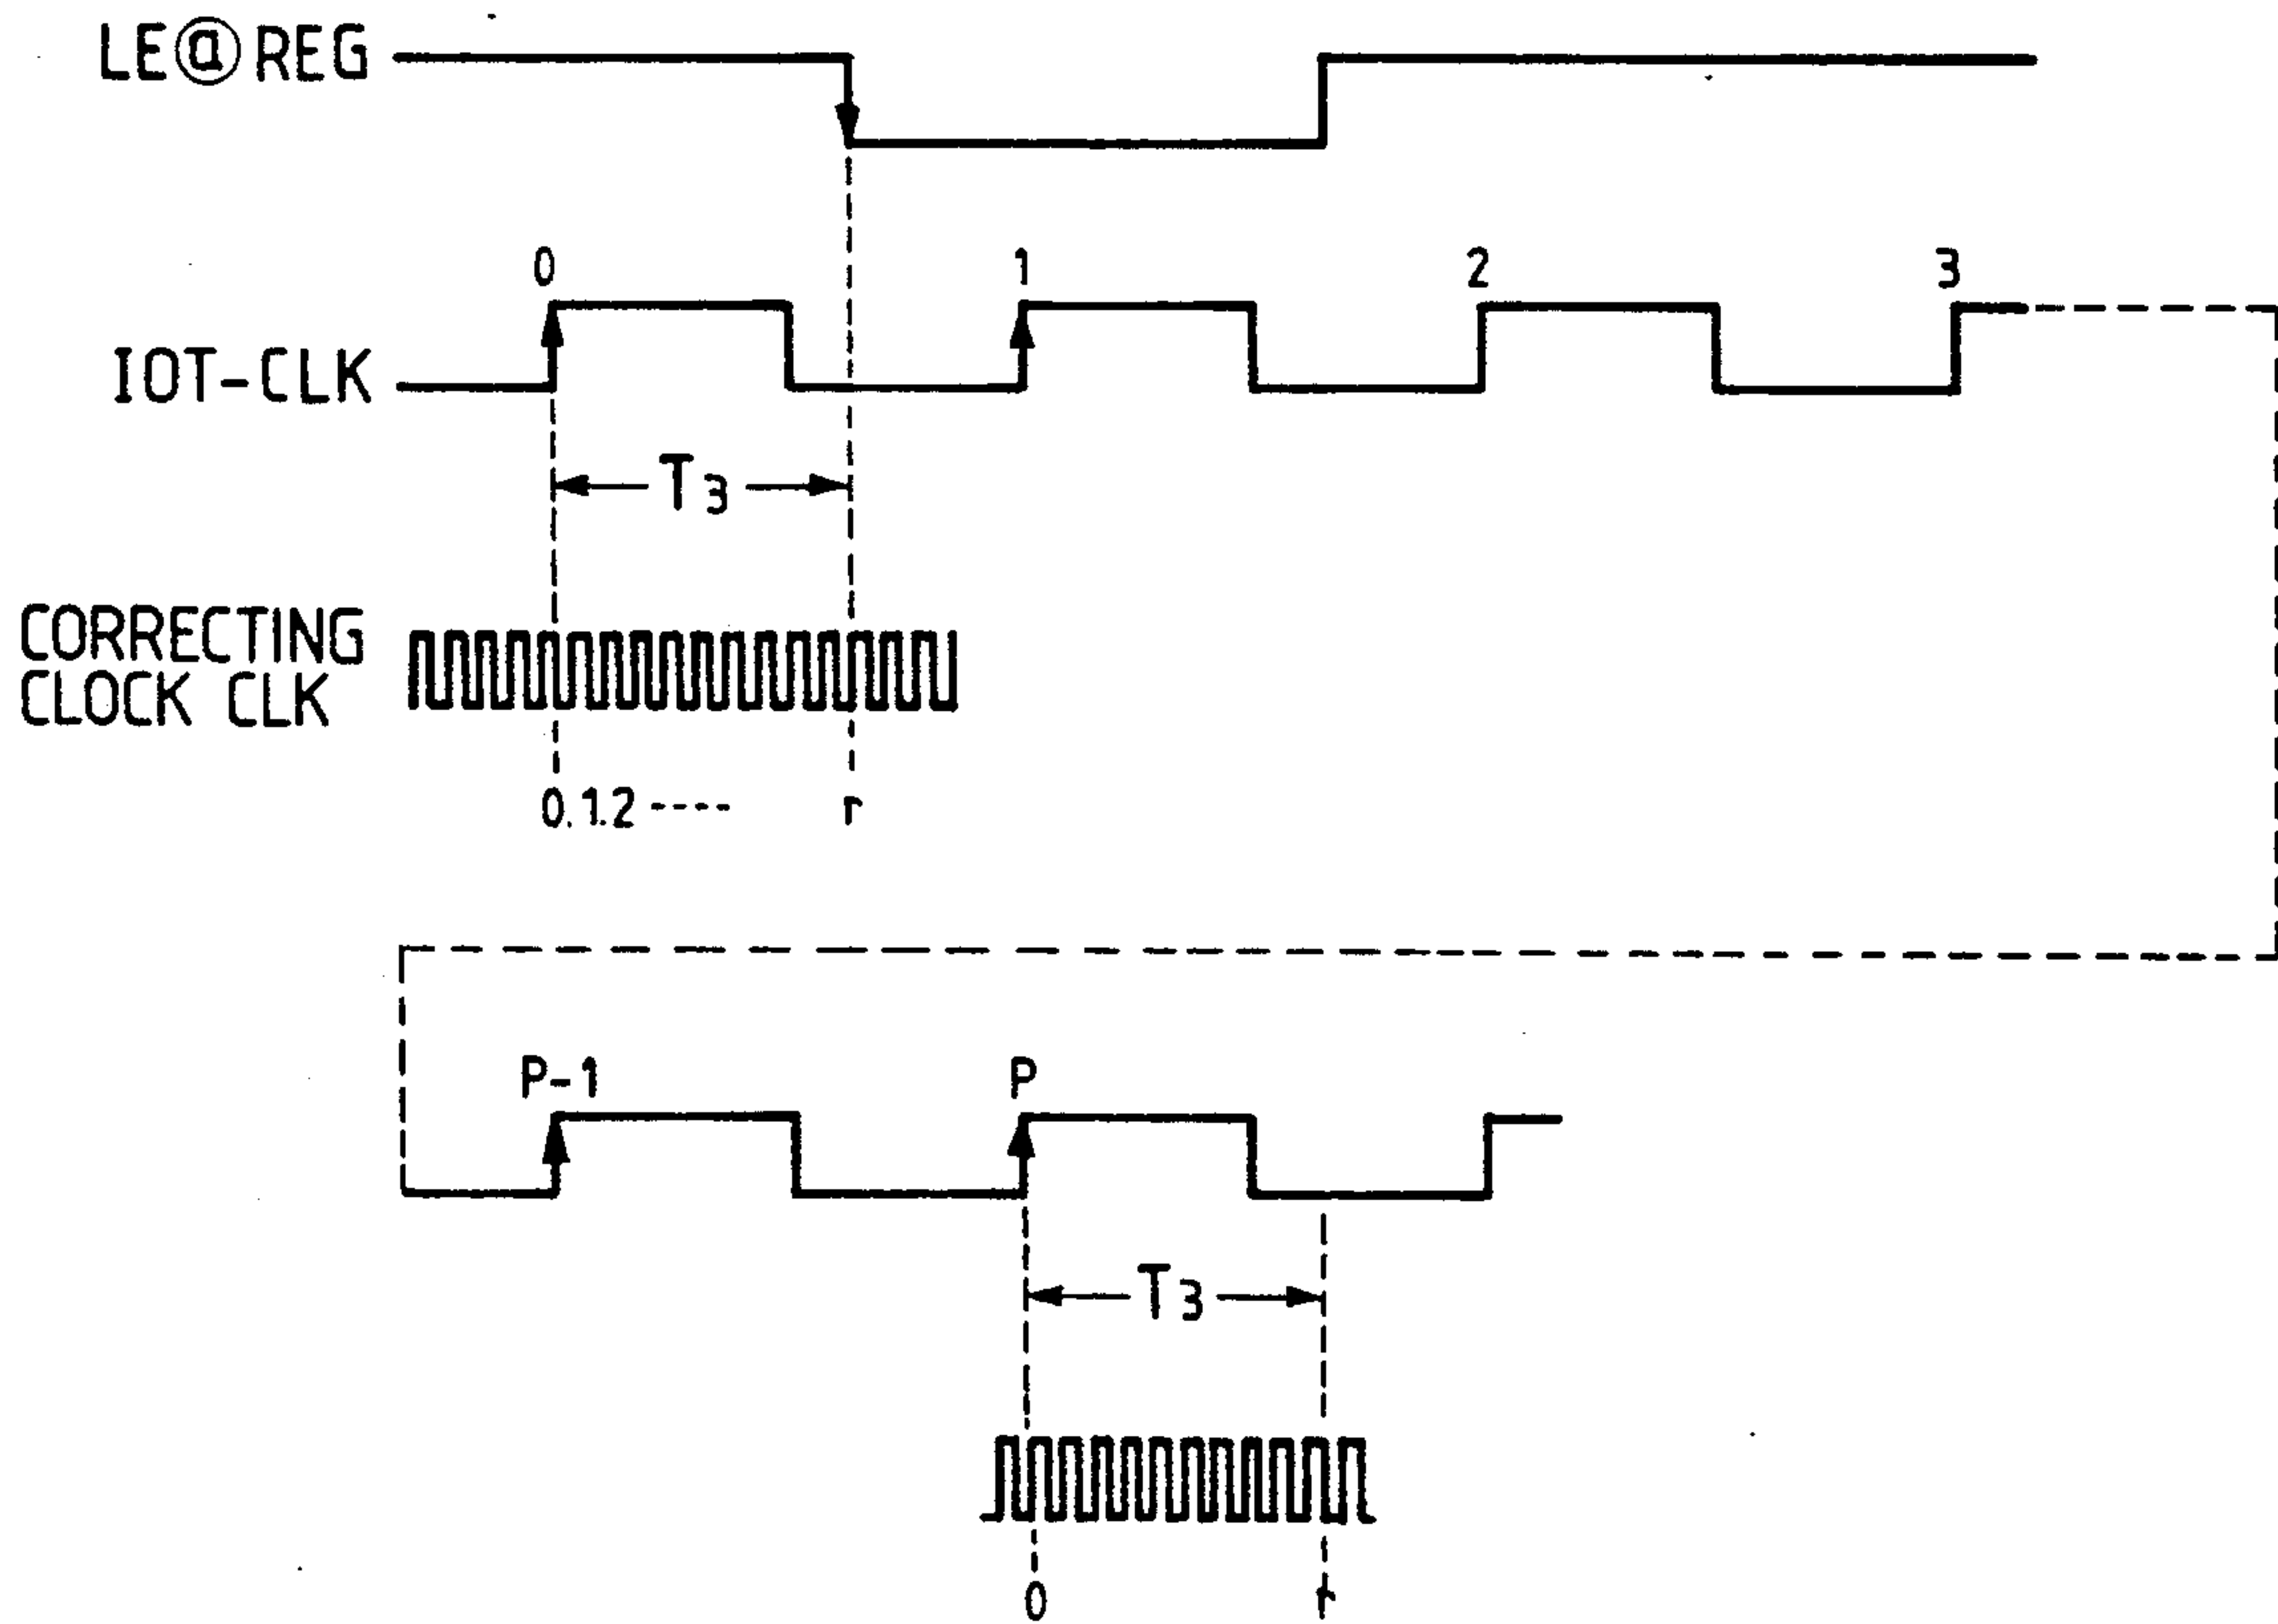 LE@REG
0 1 2 3
IOT-CLK
T3
CORRECTING
CLOCK CLK
0.1.2---- r
P-1 P
T3
0 r